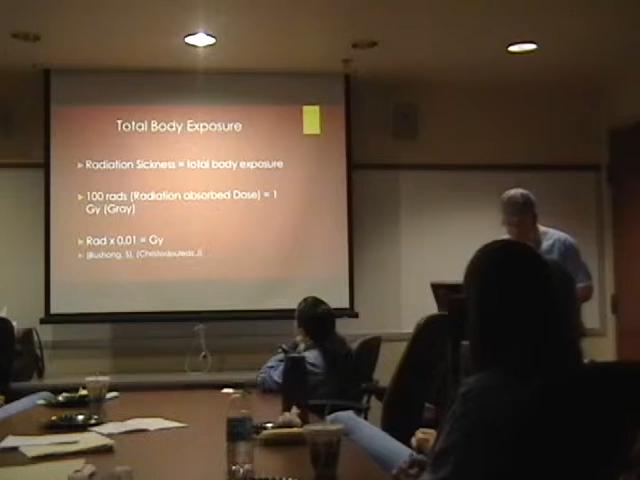 Total Body Exposure
Radiation Sickness = total body exposure
100 rads (Radiation absorbed Dose) = 1
Gy (Gray)
Rad x 0.01 = Gy
(Bushong, S).